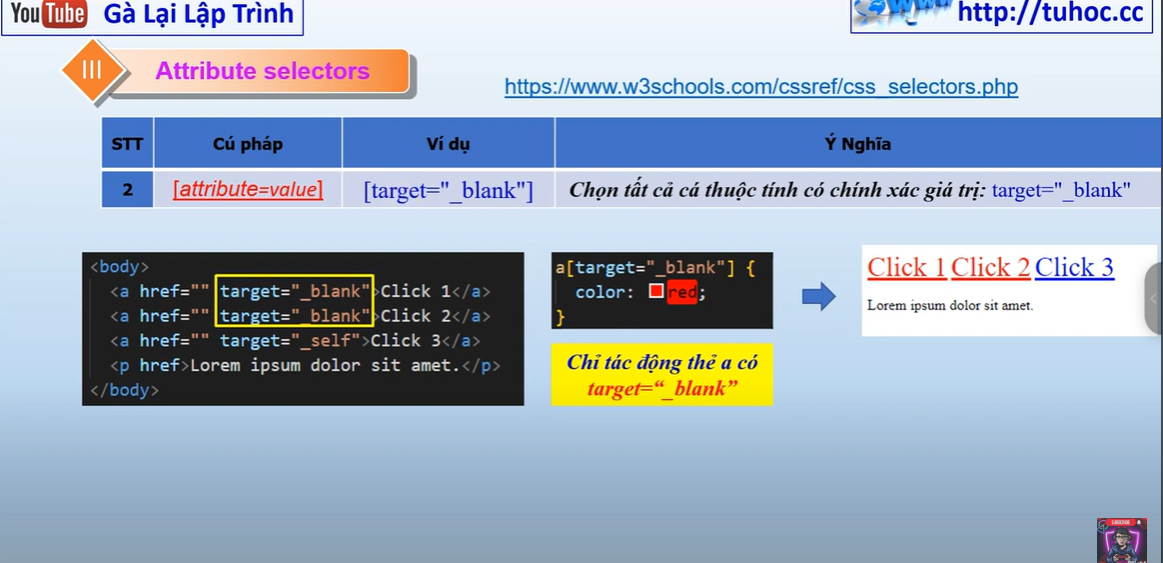 YouTube Gà Lại Lập Trình
www http://tuhoc.cc
III Attribute selectors
https://www.w3schools.com/cssref/css_selectors.php
STT Cú pháp Ví dụ Ý Nghĩa
2 [attribute=value] [target="_blank"] Chọn tất cả cá thuộc tính có chính xác giá trị: target="_blank"
<body>
<a href="" target="_blank">Click 1</a>
<a href="" target="_blank">Click 2</a>
<a href="" target="_self">Click 3</a>
<p href>Lorem ipsum dolor sit amet.</p>
</body>
a[target="_blank"] {
color: red;
}
Chỉ tác động thẻ a có
target=“_blank”
Click 1 Click 2 Click 3
Lorem ipsum dolor sit amet.